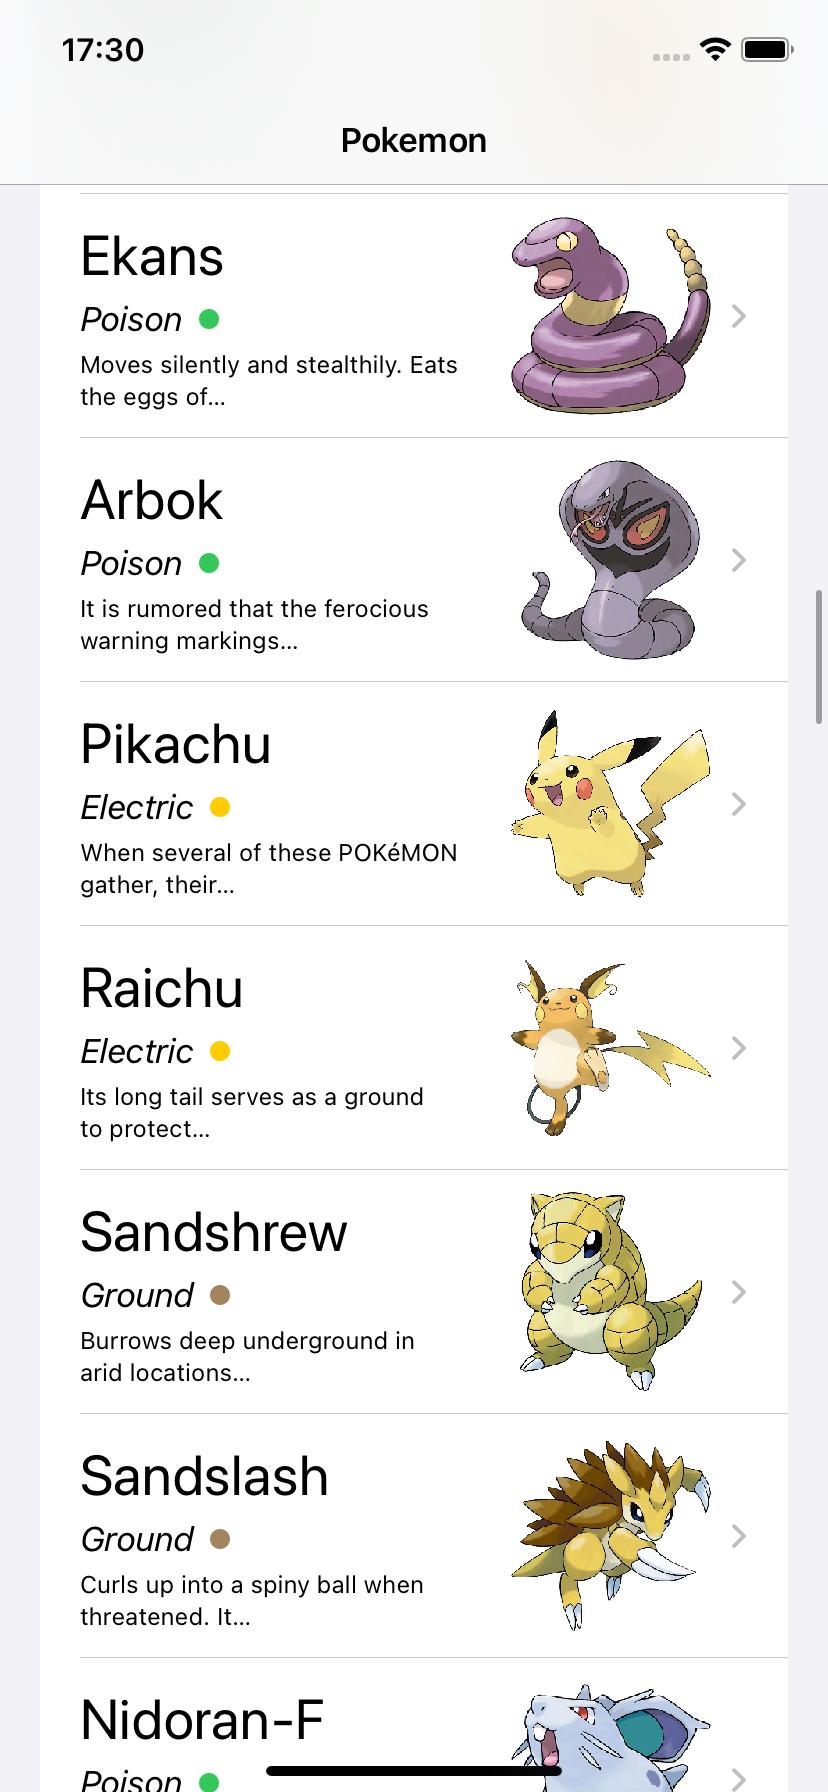 17:30
Pokemon
Ekans
Poison
Moves silently and stealthily. Eats
the eggs of...
Arbok
Poison
It is rumored that the ferocious
warning markings...
Pikachu
Electric
When several of these POKéMON
gather, their...
Raichu
Electric
Its long tail serves as a ground
to protect...
Sandshrew
Ground
Burrows deep underground in
arid locations...
Sandslash
Ground
Curls up into a spiny ball when
threatened. It...
Nidoran-F
Poison